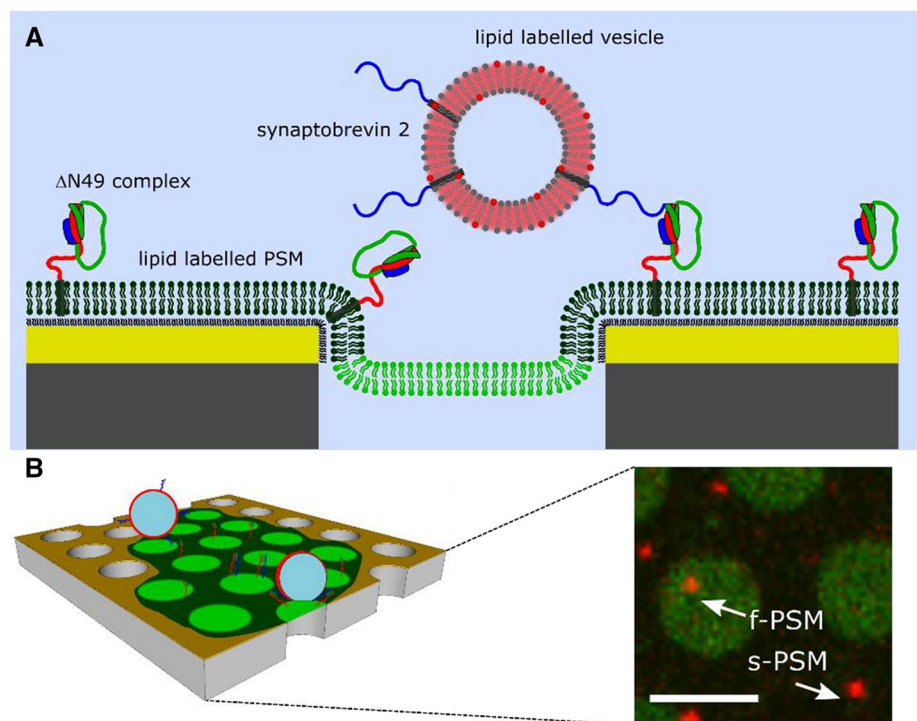 A
lipid labelled vesicle
synaptobrevin 2
ΔN49 complex
lipid labelled PSM
B
f-PSM
s-PSM